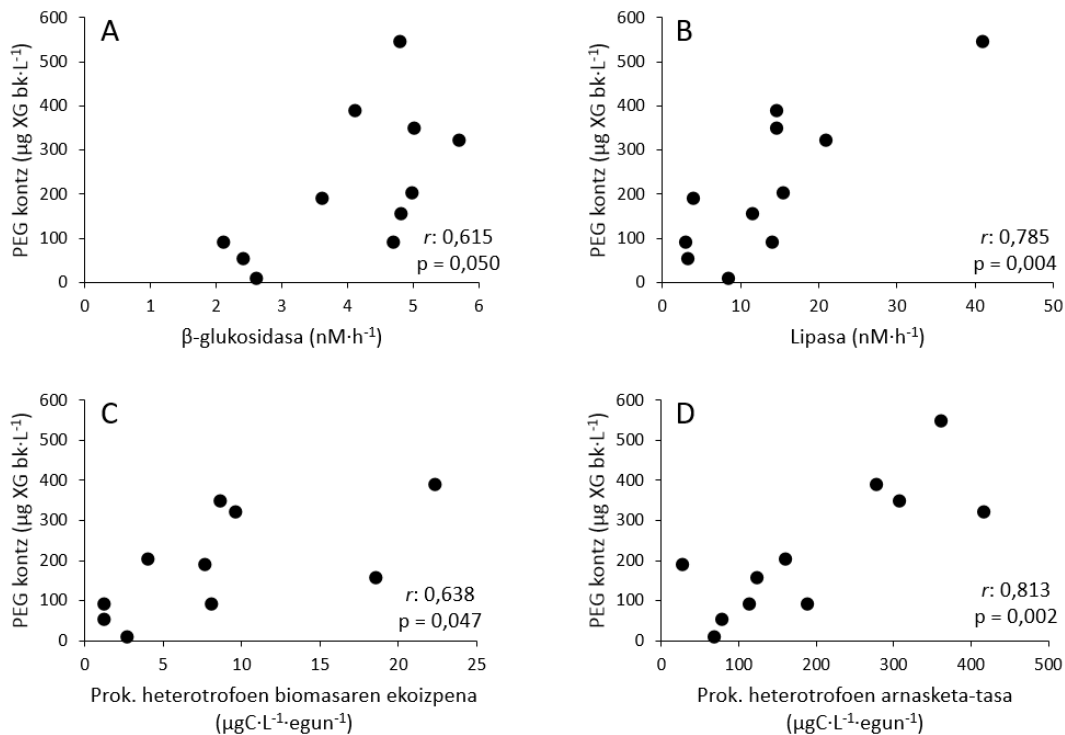 A
PEG kontz (µg XG bk·L⁻¹)
600
500
400
300
200
100
0
0 1 2 3 4 5 6
r: 0,615
p = 0,050
β-glukosidasa (nM·h⁻¹)
B
PEG kontz (µg XG bk·L⁻¹)
600
500
400
300
200
100
0
0 10 20 30 40 50
r: 0,785
p = 0,004
Lipasa (nM·h⁻¹)
C
PEG kontz (µg XG bk·L⁻¹)
600
500
400
300
200
100
0
0 5 10 15 20 25
r: 0,638
p = 0,047
Prok. heterotrofoen biomasaren ekoizpena
(µgC·L⁻¹·egun⁻¹)
D
PEG kontz (µg XG bk·L⁻¹)
600
500
400
300
200
100
0
0 100 200 300 400 500
r: 0,813
p = 0,002
Prok. heterotrofoen arnasketa-tasa
(µgC·L⁻¹·egun⁻¹)